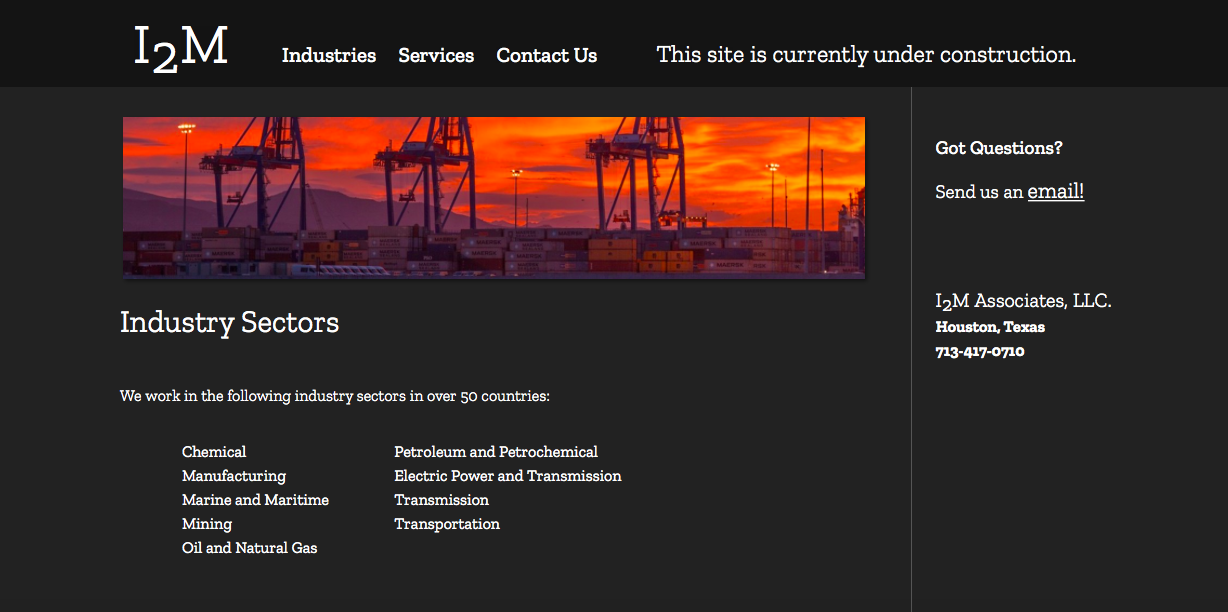 I2M
Industries Services Contact Us
This site is currently under construction.
Industry Sectors
We work in the following industry sectors in over 50 countries:
Chemical
Manufacturing
Marine and Maritime
Mining
Oil and Natural Gas
Petroleum and Petrochemical
Electric Power and Transmission
Transmission
Transportation
Got Questions?
Send us an email!
I2M Associates, LLC.
Houston, Texas
713-417-0710